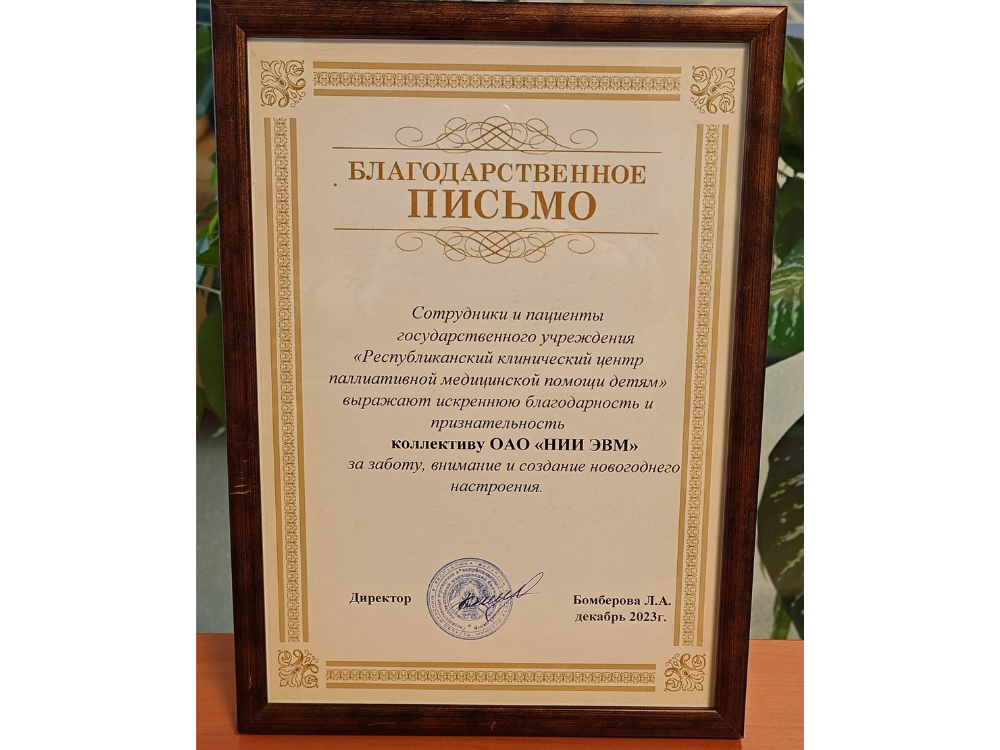 БЛАГОДАРСТВЕННОЕ
ПИСЬМО
Сотрудники и пациенты
государственного учреждения
«Республиканский клинический центр
паллиативной медицинской помощи детям»
выражают искреннюю благодарность и
признательность
коллективу ОАО «НИИ ЭВМ»
за заботу, внимание и создание новогоднего
настроения.
Директор
Бомберова Л.А.
декабрь 2023г.